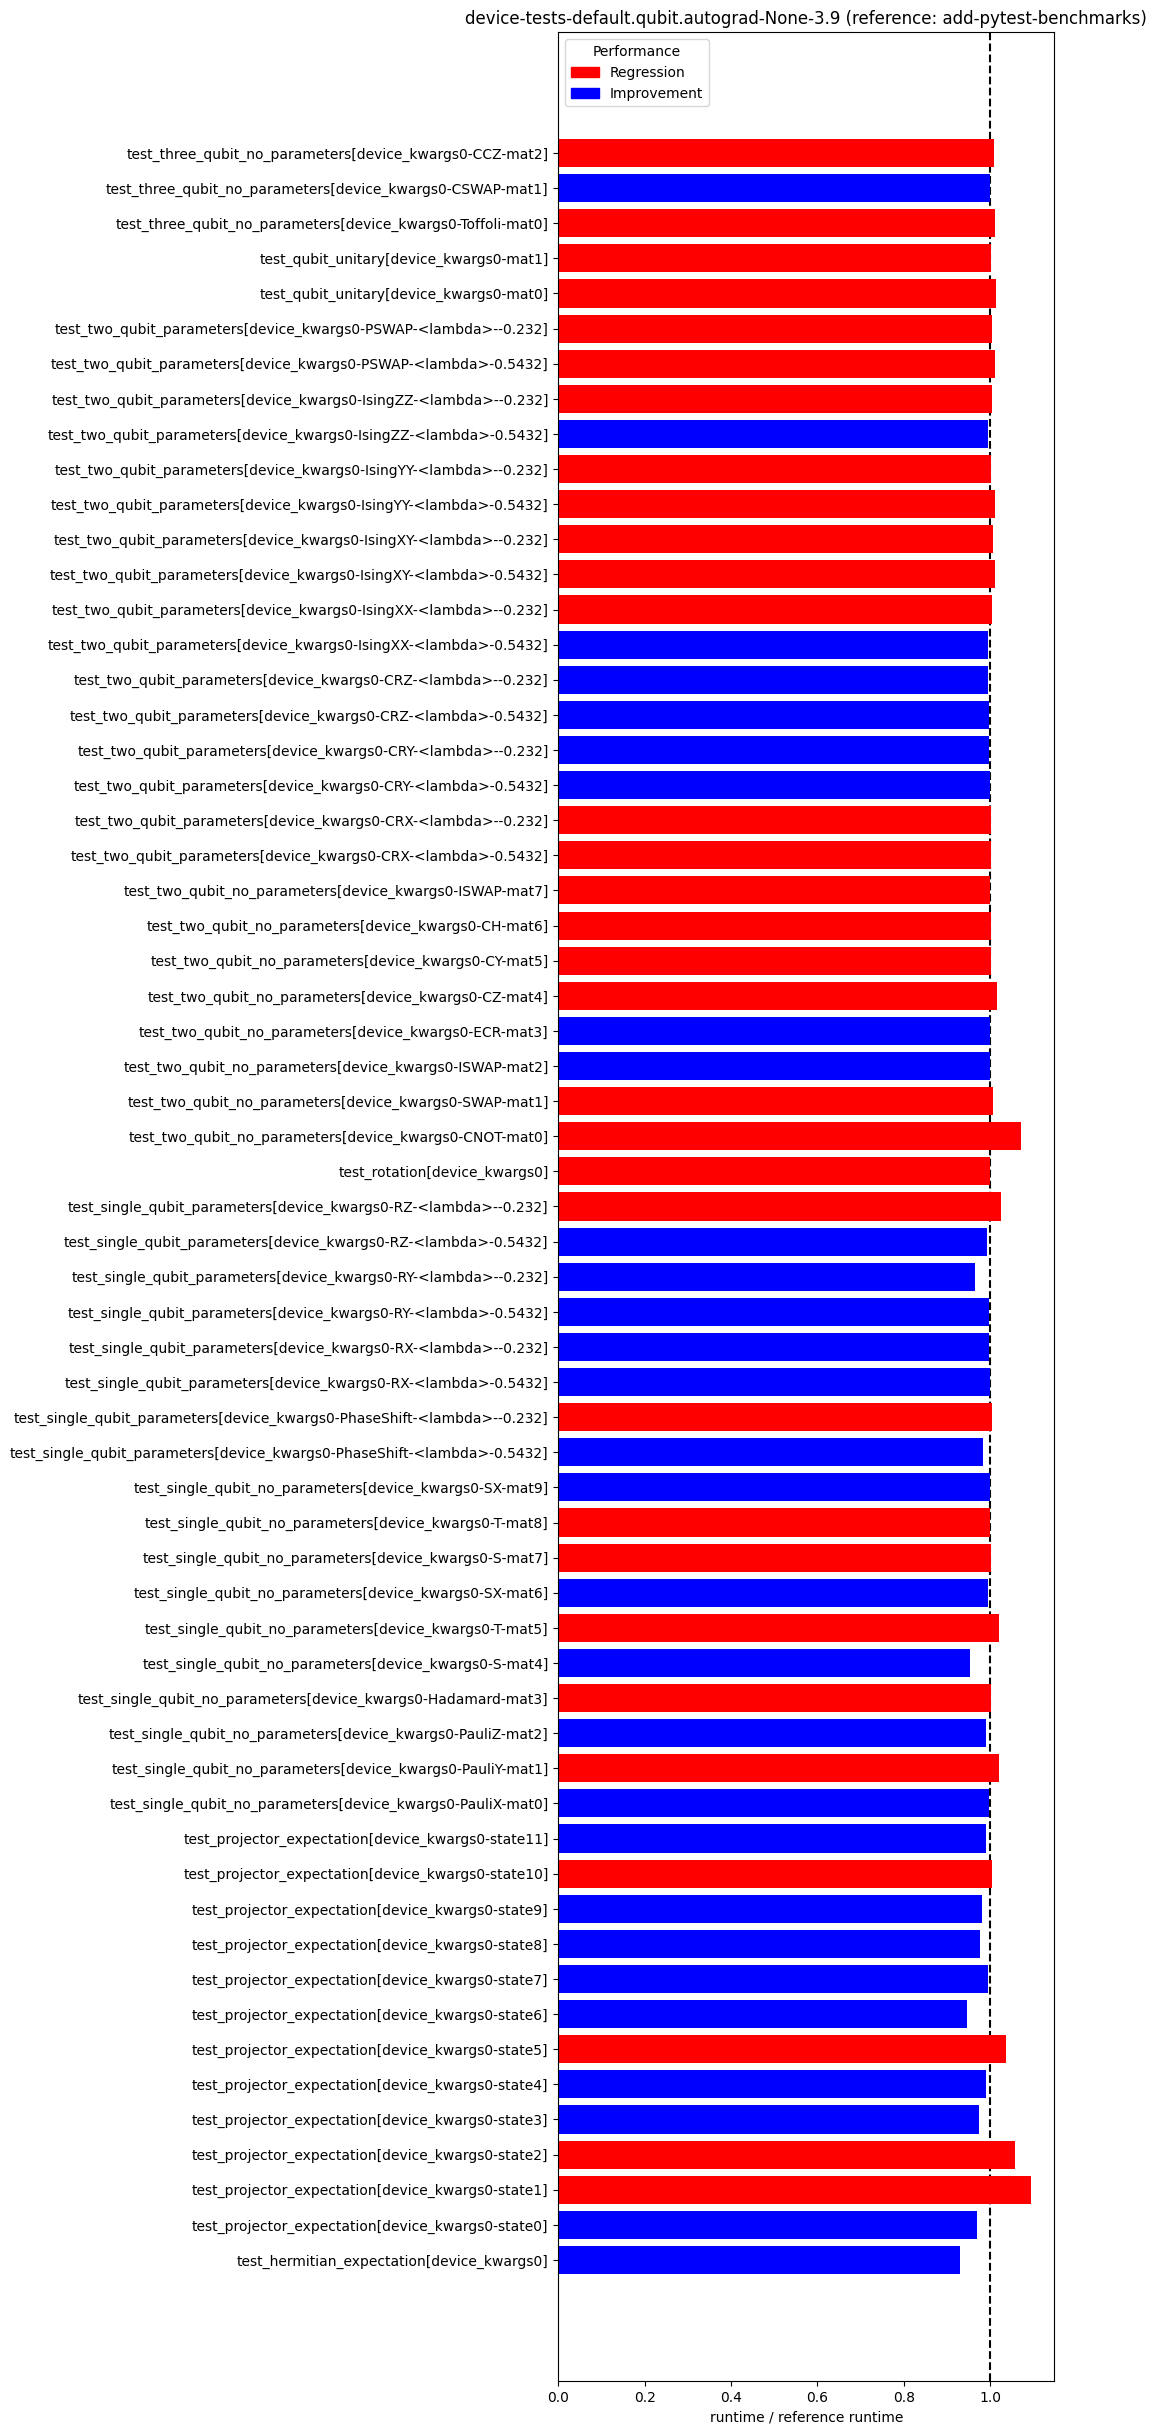 device-tests-default.qubit.autograd-None-3.9 (reference: add-pytest-benchmarks)
Performance
Regression
Improvement
test_three_qubit_no_parameters[device_kwargs0-CCZ-mat2]
test_three_qubit_no_parameters[device_kwargs0-CSWAP-mat1]
test_three_qubit_no_parameters[device_kwargs0-Toffoli-mat0]
test_qubit_unitary[device_kwargs0-mat1]
test_qubit_unitary[device_kwargs0-mat0]
test_two_qubit_parameters[device_kwargs0-PSWAP-<lambda>--0.232]
test_two_qubit_parameters[device_kwargs0-PSWAP-<lambda>-0.5432]
test_two_qubit_parameters[device_kwargs0-IsingZZ-<lambda>--0.232]
test_two_qubit_parameters[device_kwargs0-IsingZZ-<lambda>-0.5432]
test_two_qubit_parameters[device_kwargs0-IsingYY-<lambda>--0.232]
test_two_qubit_parameters[device_kwargs0-IsingYY-<lambda>-0.5432]
test_two_qubit_parameters[device_kwargs0-IsingXY-<lambda>--0.232]
test_two_qubit_parameters[device_kwargs0-IsingXY-<lambda>-0.5432]
test_two_qubit_parameters[device_kwargs0-IsingXX-<lambda>--0.232]
test_two_qubit_parameters[device_kwargs0-IsingXX-<lambda>-0.5432]
test_two_qubit_parameters[device_kwargs0-CRZ-<lambda>--0.232]
test_two_qubit_parameters[device_kwargs0-CRZ-<lambda>-0.5432]
test_two_qubit_parameters[device_kwargs0-CRY-<lambda>--0.232]
test_two_qubit_parameters[device_kwargs0-CRY-<lambda>-0.5432]
test_two_qubit_parameters[device_kwargs0-CRX-<lambda>--0.232]
test_two_qubit_parameters[device_kwargs0-CRX-<lambda>-0.5432]
test_two_qubit_no_parameters[device_kwargs0-ISWAP-mat7]
test_two_qubit_no_parameters[device_kwargs0-CH-mat6]
test_two_qubit_no_parameters[device_kwargs0-CY-mat5]
test_two_qubit_no_parameters[device_kwargs0-CZ-mat4]
test_two_qubit_no_parameters[device_kwargs0-ECR-mat3]
test_two_qubit_no_parameters[device_kwargs0-ISWAP-mat2]
test_two_qubit_no_parameters[device_kwargs0-SWAP-mat1]
test_two_qubit_no_parameters[device_kwargs0-CNOT-mat0]
test_rotation[device_kwargs0]
test_single_qubit_parameters[device_kwargs0-RZ-<lambda>--0.232]
test_single_qubit_parameters[device_kwargs0-RZ-<lambda>-0.5432]
test_single_qubit_parameters[device_kwargs0-RY-<lambda>--0.232]
test_single_qubit_parameters[device_kwargs0-RY-<lambda>-0.5432]
test_single_qubit_parameters[device_kwargs0-RX-<lambda>--0.232]
test_single_qubit_parameters[device_kwargs0-RX-<lambda>-0.5432]
test_single_qubit_parameters[device_kwargs0-PhaseShift-<lambda>--0.232]
test_single_qubit_parameters[device_kwargs0-PhaseShift-<lambda>-0.5432]
test_single_qubit_no_parameters[device_kwargs0-SX-mat9]
test_single_qubit_no_parameters[device_kwargs0-T-mat8]
test_single_qubit_no_parameters[device_kwargs0-S-mat7]
test_single_qubit_no_parameters[device_kwargs0-SX-mat6]
test_single_qubit_no_parameters[device_kwargs0-T-mat5]
test_single_qubit_no_parameters[device_kwargs0-S-mat4]
test_single_qubit_no_parameters[device_kwargs0-Hadamard-mat3]
test_single_qubit_no_parameters[device_kwargs0-PauliZ-mat2]
test_single_qubit_no_parameters[device_kwargs0-PauliY-mat1]
test_single_qubit_no_parameters[device_kwargs0-PauliX-mat0]
test_projector_expectation[device_kwargs0-state11]
test_projector_expectation[device_kwargs0-state10]
test_projector_expectation[device_kwargs0-state9]
test_projector_expectation[device_kwargs0-state8]
test_projector_expectation[device_kwargs0-state7]
test_projector_expectation[device_kwargs0-state6]
test_projector_expectation[device_kwargs0-state5]
test_projector_expectation[device_kwargs0-state4]
test_projector_expectation[device_kwargs0-state3]
test_projector_expectation[device_kwargs0-state2]
test_projector_expectation[device_kwargs0-state1]
test_projector_expectation[device_kwargs0-state0]
test_hermitian_expectation[device_kwargs0]
0.0 0.2 0.4 0.6 0.8 1.0
runtime / reference runtime